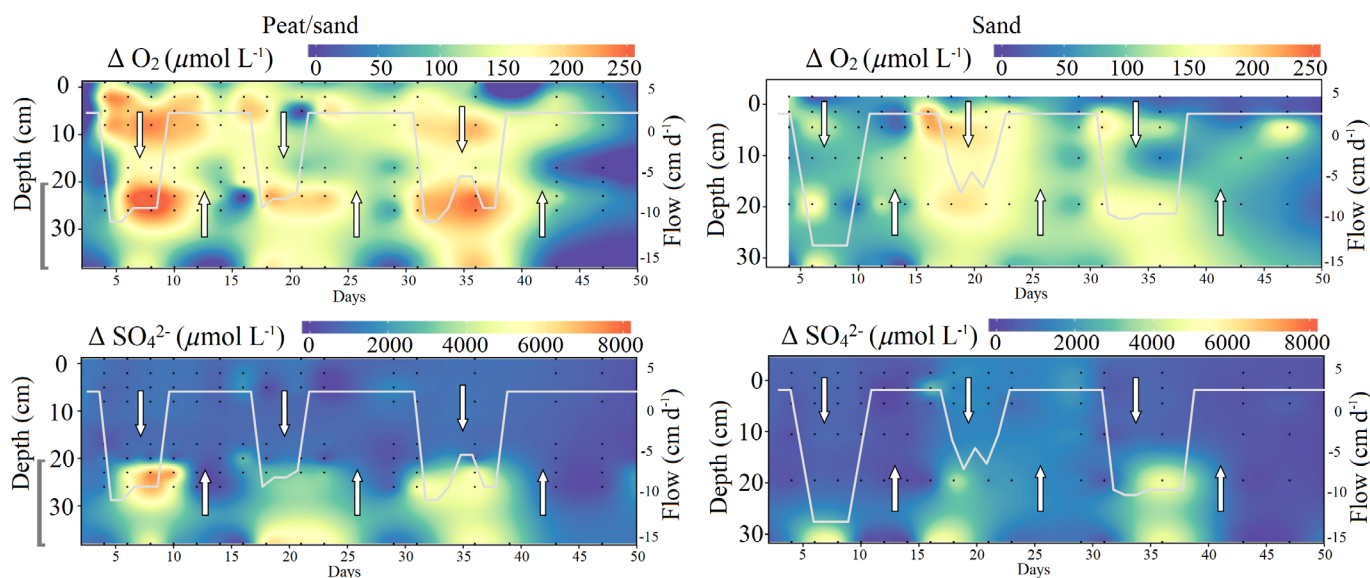 Peat/sand
Δ O₂ (µmol L⁻¹) 0 50 100 150 200 250
Depth (cm)
0
10
20
30
5
0
-5
-10
-15
Flow (cm d⁻¹)
5 10 15 20 25 30 35 40 45 50
Days
Sand
Δ O₂ (µmol L⁻¹) 0 50 100 150 200 250
Depth (cm)
0
10
20
30
5
0
-5
-10
-15
Flow (cm d⁻¹)
5 10 15 20 25 30 35 40 45 50
Days
Δ SO₄²⁻ (µmol L⁻¹) 0 2000 4000 6000 8000
Depth (cm)
0
10
20
30
5
0
-5
-10
-15
Flow (cm d⁻¹)
5 10 15 20 25 30 35 40 45 50
Days
Δ SO₄²⁻ (µmol L⁻¹) 0 2000 4000 6000 8000
Depth (cm)
0
10
20
30
5
0
-5
-10
-15
Flow (cm d⁻¹)
5 10 15 20 25 30 35 40 45 50
Days